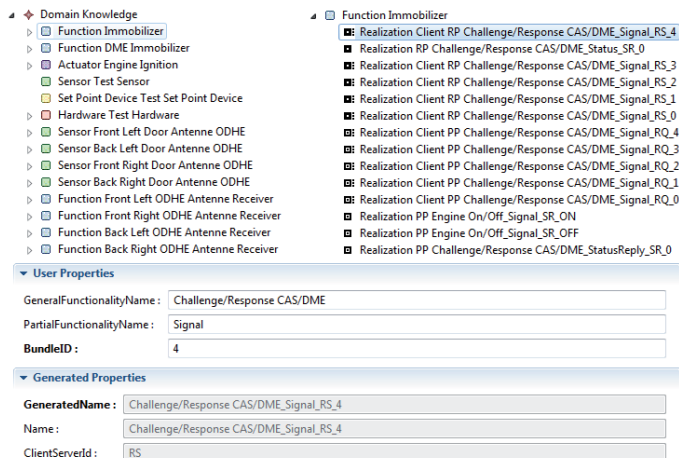 Domain Knowledge
Function Immobilizer
Function DME Immobilizer
Actuator Engine Ignition
Sensor Test Sensor
Set Point Device Test Set Point Device
Hardware Test Hardware
Sensor Front Left Door Antenne ODHE
Sensor Back Left Door Antenne ODHE
Sensor Front Right Door Antenne ODHE
Sensor Back Right Door Antenne ODHE
Function Front Left ODHE Antenne Receiver
Function Front Right ODHE Antenne Receiver
Function Back Left ODHE Antenne Receiver
Function Back Right ODHE Antenne Receiver
Function Immobilizer
Realization Client RP Challenge/Response CAS/DME_Signal_RS_4
Realization RP Challenge/Response CAS/DME_Status_SR_0
Realization Client RP Challenge/Response CAS/DME_Signal_RS_3
Realization Client RP Challenge/Response CAS/DME_Signal_RS_2
Realization Client RP Challenge/Response CAS/DME_Signal_RS_1
Realization Client RP Challenge/Response CAS/DME_Signal_RS_0
Realization Client PP Challenge/Response CAS/DME_Signal_RQ_4
Realization Client PP Challenge/Response CAS/DME_Signal_RQ_3
Realization Client PP Challenge/Response CAS/DME_Signal_RQ_2
Realization Client PP Challenge/Response CAS/DME_Signal_RQ_1
Realization Client PP Challenge/Response CAS/DME_Signal_RQ_0
Realization PP Engine On/Off_Signal_SR_ON
Realization PP Engine On/Off_Signal_SR_OFF
Realization PP Challenge/Response CAS/DME_StatusReply_SR_0
User Properties
GeneralFunctionalityName : Challenge/Response CAS/DME
PartialFunctionalityName : Signal
BundleID : 4
Generated Properties
GeneratedName : Challenge/Response CAS/DME_Signal_RS_4
Name : Challenge/Response CAS/DME_Signal_RS_4
ClientServerId : RS